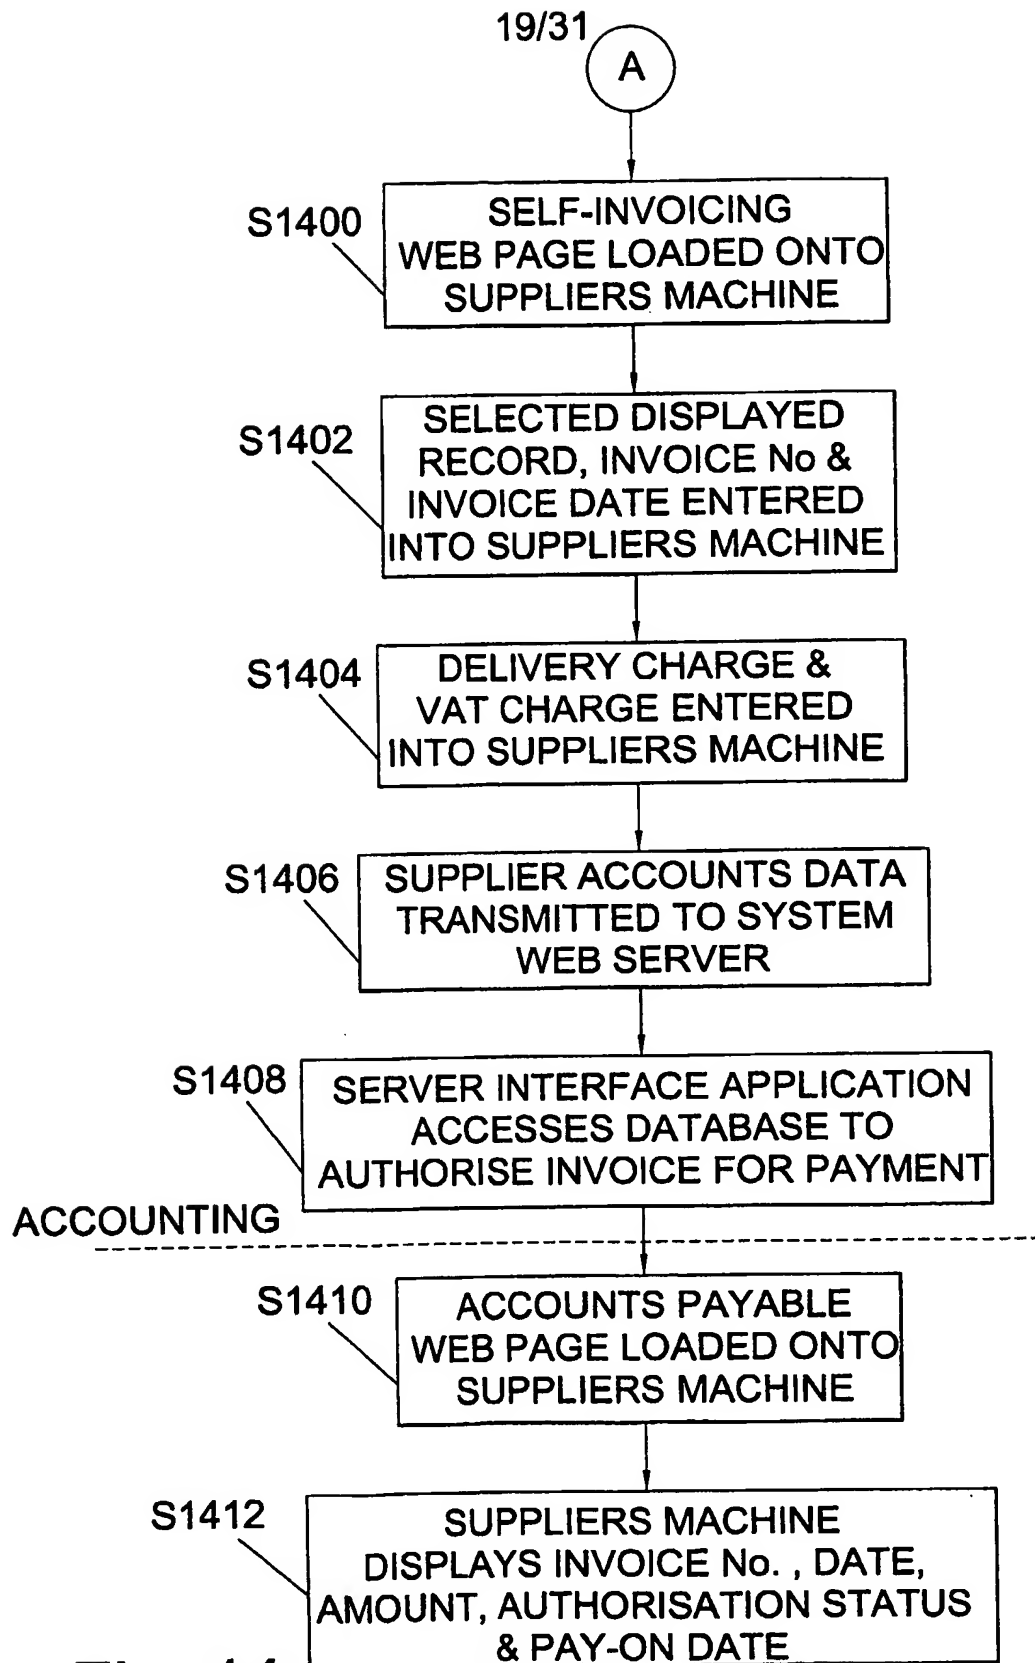 19/31
A
S1400
SELF-INVOICING
WEB PAGE LOADED ONTO
SUPPLIERS MACHINE
S1402
SELECTED DISPLAYED
RECORD, INVOICE No &
INVOICE DATE ENTERED
INTO SUPPLIERS MACHINE
S1404
DELIVERY CHARGE &
VAT CHARGE ENTERED
INTO SUPPLIERS MACHINE
S1406
SUPPLIER ACCOUNTS DATA
TRANSMITTED TO SYSTEM
WEB SERVER
S1408
SERVER INTERFACE APPLICATION
ACCESSES DATABASE TO
AUTHORISE INVOICE FOR PAYMENT
ACCOUNTING
S1410
ACCOUNTS PAYABLE
WEB PAGE LOADED ONTO
SUPPLIERS MACHINE
S1412
SUPPLIERS MACHINE
DISPLAYS INVOICE No. , DATE,
AMOUNT, AUTHORISATION STATUS
& PAY-ON DATE